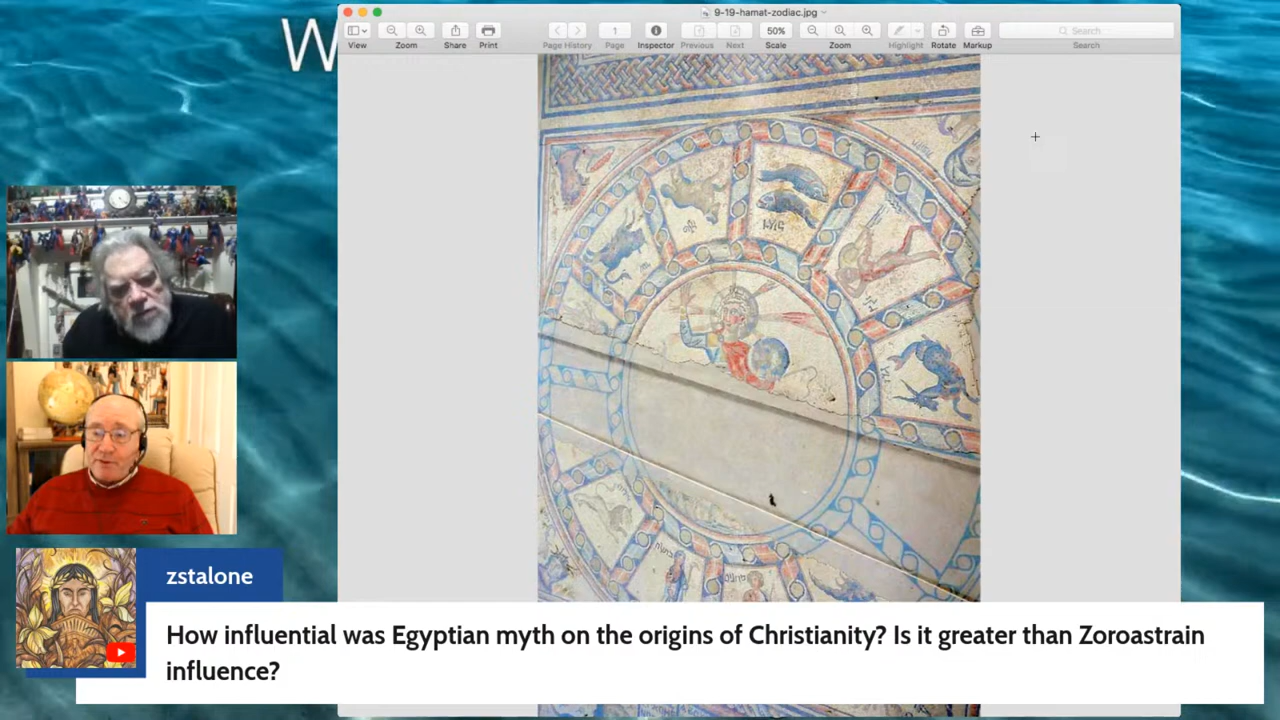 W
9-19-hamat-zodiac.jpg
1
50%
Search
View
Zoom
Share
Print
Page History
Page
Inspector
Previous
Next
Scale
Zoom
Highlight
Rotate
Markup
Search
zstalone
How influential was Egyptian myth on the origins of Christianity? Is it greater than Zoroastrain
influence?